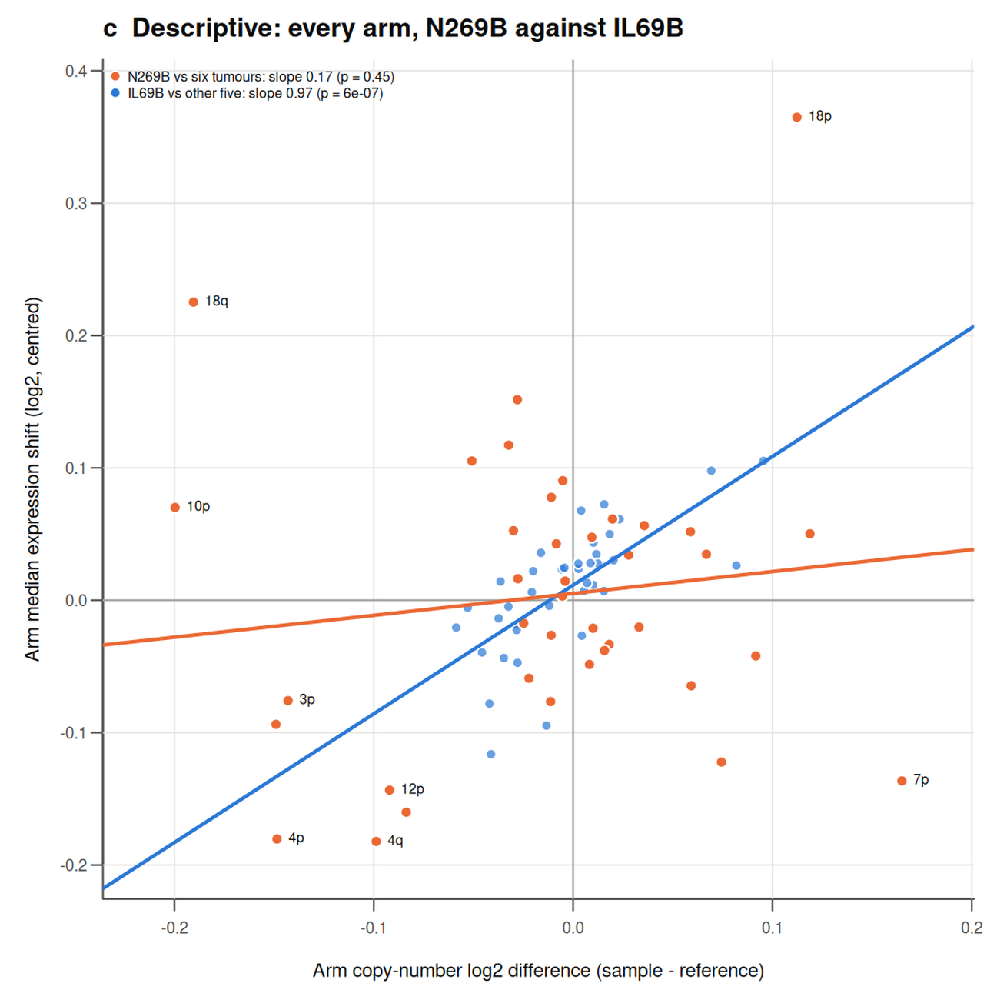 c Descriptive: every arm, N269B against IL69B
N269B vs six tumours: slope 0.17 (p = 0.45)
IL69B vs other five: slope 0.97 (p = 6e-07)
0.4
0.3
0.2
0.1
0.0
-0.1
-0.2
Arm median expression shift (log2, centred)
18p
18q
10p
3p
12p
7p
4p
4q
-0.2
-0.1
0.0
0.1
0.2
Arm copy-number log2 difference (sample - reference)